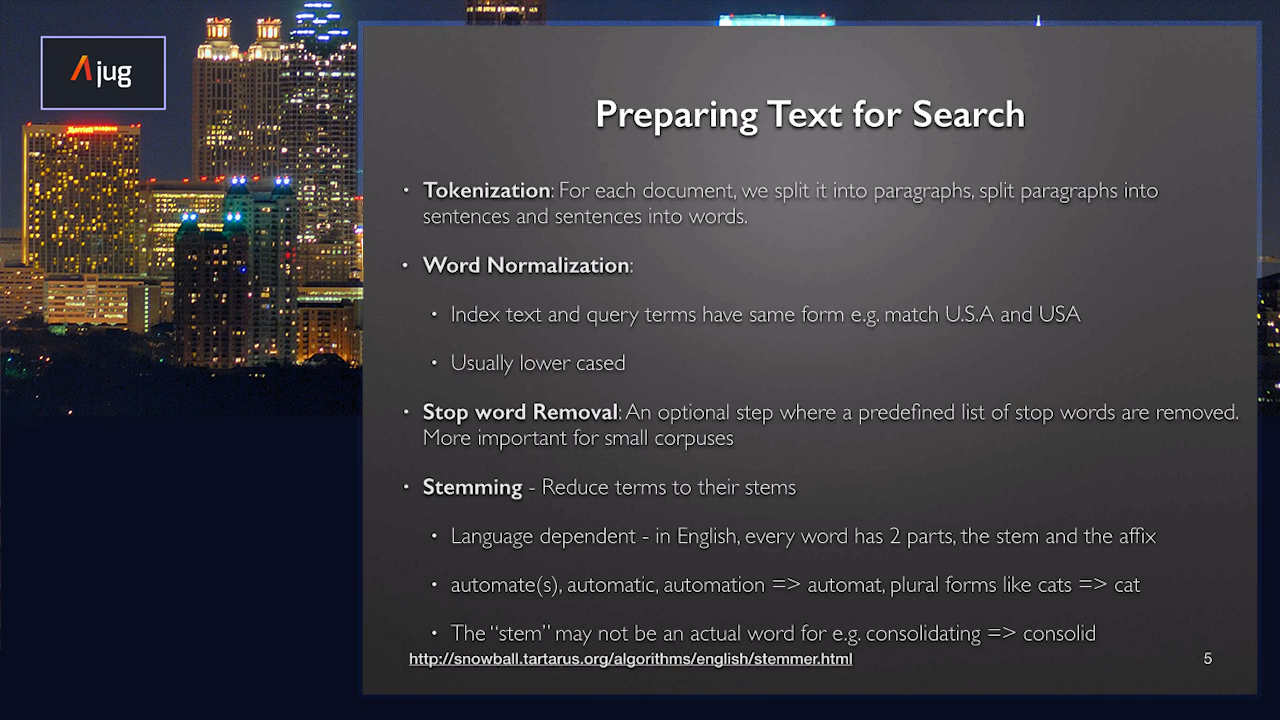 Ajug
Marriott
Preparing Text for Search
• Tokenization: For each document, we split it into paragraphs, split paragraphs into
sentences and sentences into words.
• Word Normalization:
• Index text and query terms have same form e.g. match U.S.A and USA
• Usually lower cased
• Stop word Removal: An optional step where a predefined list of stop words are removed.
More important for small corpuses
• Stemming - Reduce terms to their stems
• Language dependent - in English, every word has 2 parts, the stem and the affix
• automate(s), automatic, automation => automat, plural forms like cats => cat
• The “stem” may not be an actual word for e.g. consolidating => consolid
http://snowball.tartarus.org/algorithms/english/stemmer.html
5